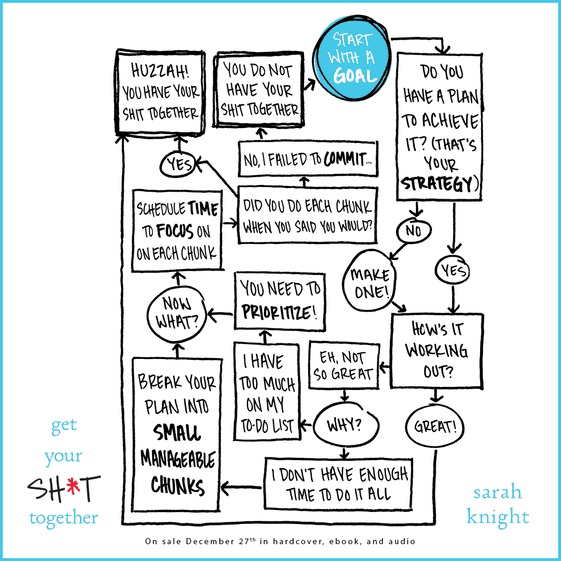 START
WITH A
GOAL
DO YOU
HAVE A PLAN
TO ACHIEVE
IT? (THAT'S
YOUR
STRATEGY)
NO
MAKE
ONE!
YES
HOW'S IT
WORKING
OUT?
GREAT!
EH, NOT
SO GREAT
WHY?
I HAVE
TOO MUCH
ON MY
TO-DO LIST
YOU NEED TO
PRIORITIZE!
I DON'T HAVE ENOUGH
TIME TO DO IT ALL
BREAK YOUR
PLAN INTO
SMALL
MANAGEABLE
CHUNKS
NOW
WHAT?
SCHEDULE TIME
TO FOCUS ON
ON EACH CHUNK
DID YOU DO EACH CHUNK
WHEN YOU SAID YOU WOULD?
NO, I FAILED TO COMMIT...
YOU DO NOT
HAVE YOUR
SHIT TOGETHER
YES
HUZZAH!
YOU HAVE YOUR
SHIT TOGETHER
get
your
SH*T
together
sarah
knight
On sale December 27th in hardcover, ebook, and audio